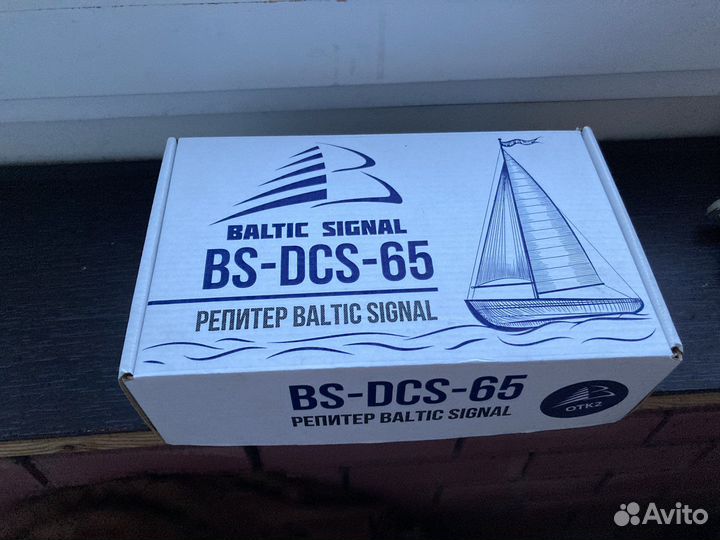 BALTIC SIGNAL
BS-DCS-65
РЕПИТЕР BALTIC SIGNAL
BS-DCS-65
РЕПИТЕР BALTIC SIGNAL
ОТК2
Avito